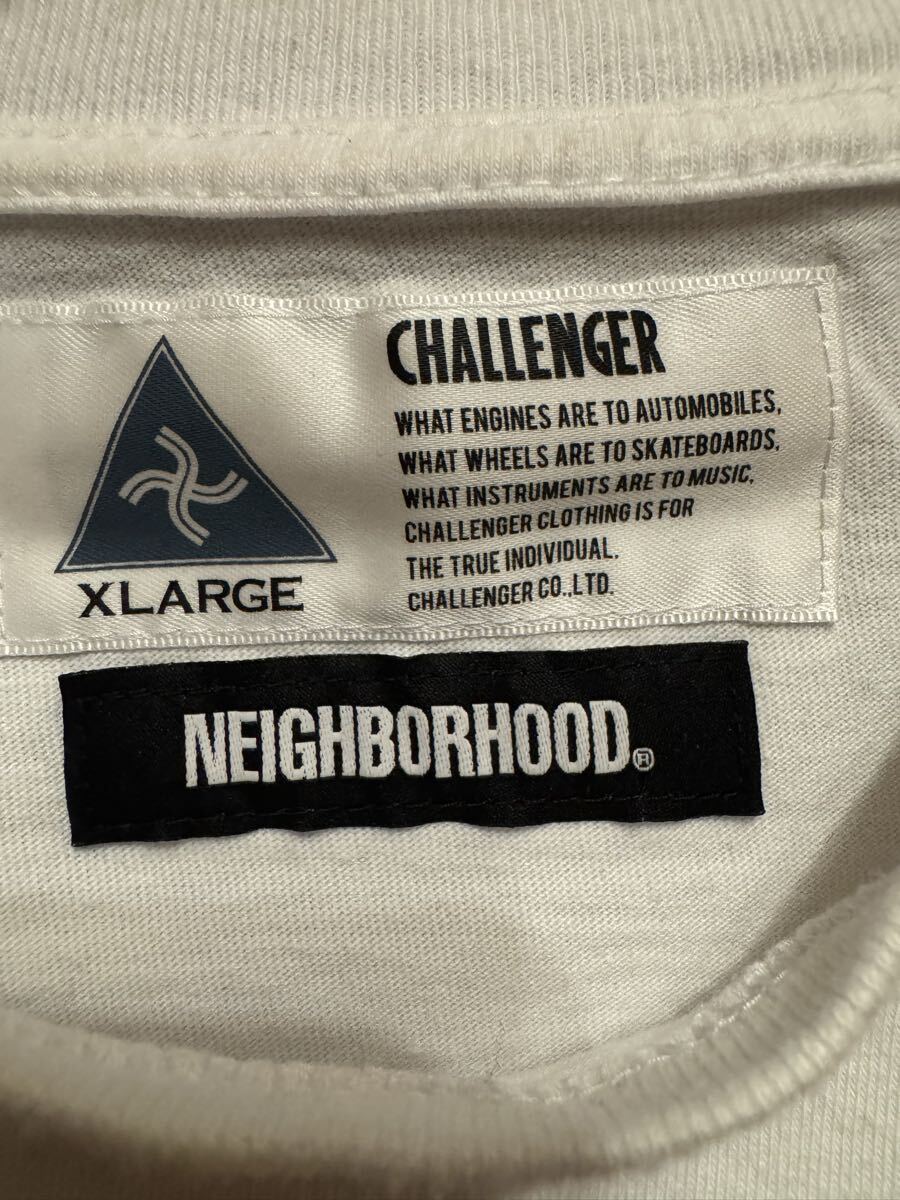 CHALLENGER
WHAT ENGINES ARE TO AUTOMOBILES,
WHAT WHEELS ARE TO SKATEBOARDS,
WHAT INSTRUMENTS ARE TO MUSIC,
CHALLENGER CLOTHING IS FOR
THE TRUE INDIVIDUAL.
CHALLENGER CO.,LTD.
XLARGE
NEIGHBORHOOD®